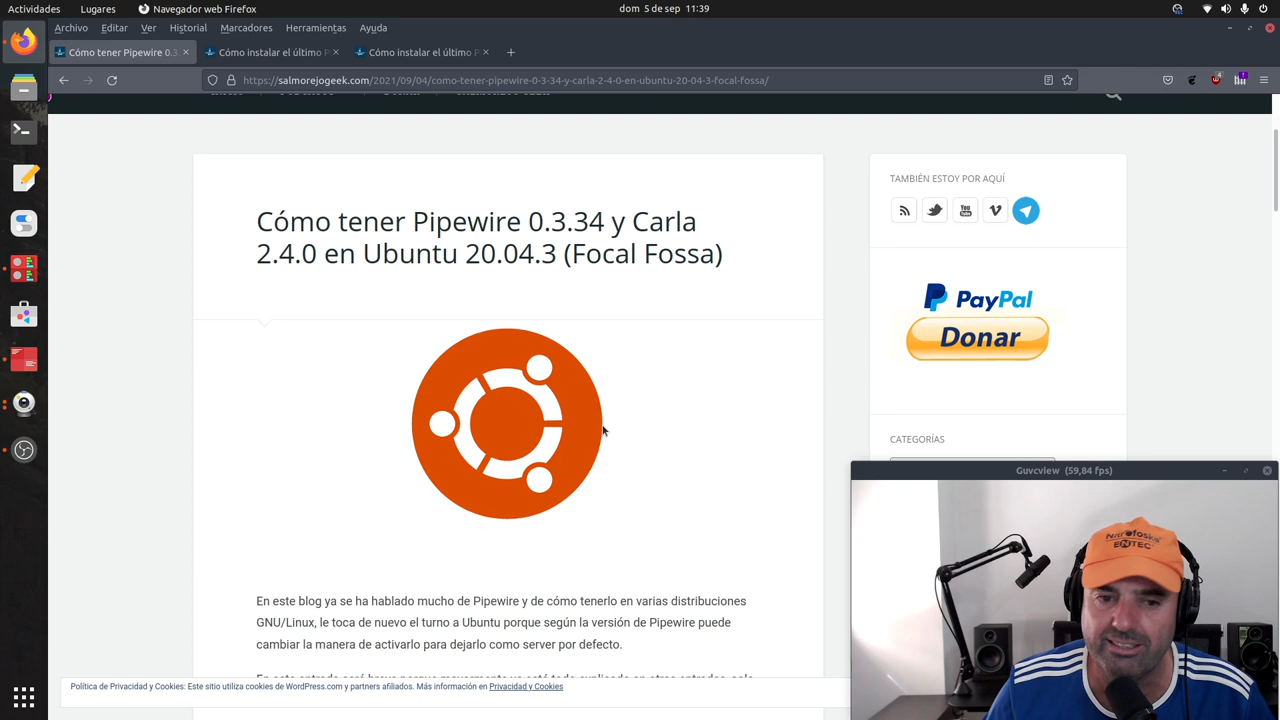 Actividades Lugares Navegador web Firefox dom 5 de sep 11:39
Archivo Editar Ver Historial Marcadores Herramientas Ayuda
Cómo tener Pipewire 0.3. Cómo instalar el último P Cómo instalar el último P
https://salmorejogeek.com/2021/09/04/como-tener-pipewire-0-3-34-y-carla-2-4-0-en-ubuntu-20-04-3-focal-fossa/
Cómo tener Pipewire 0.3.34 y Carla
2.4.0 en Ubuntu 20.04.3 (Focal Fossa)
En este blog ya se ha hablado mucho de Pipewire y de cómo tenerlo en varias distribuciones
GNU/Linux, le toca de nuevo el turno a Ubuntu porque según la versión de Pipewire puede
cambiar la manera de activarlo para dejarlo como server por defecto.
TAMBIÉN ESTOY POR AQUÍ
You
Tube
PayPal
Donar
CATEGORÍAS
Guvcview (59,84 fps)
Nitrofoska
ENTEC
Política de Privacidad y Cookies: Este sitio utiliza cookies de WordPress.com y partners afiliados. Más información en Privacidad y Cookies